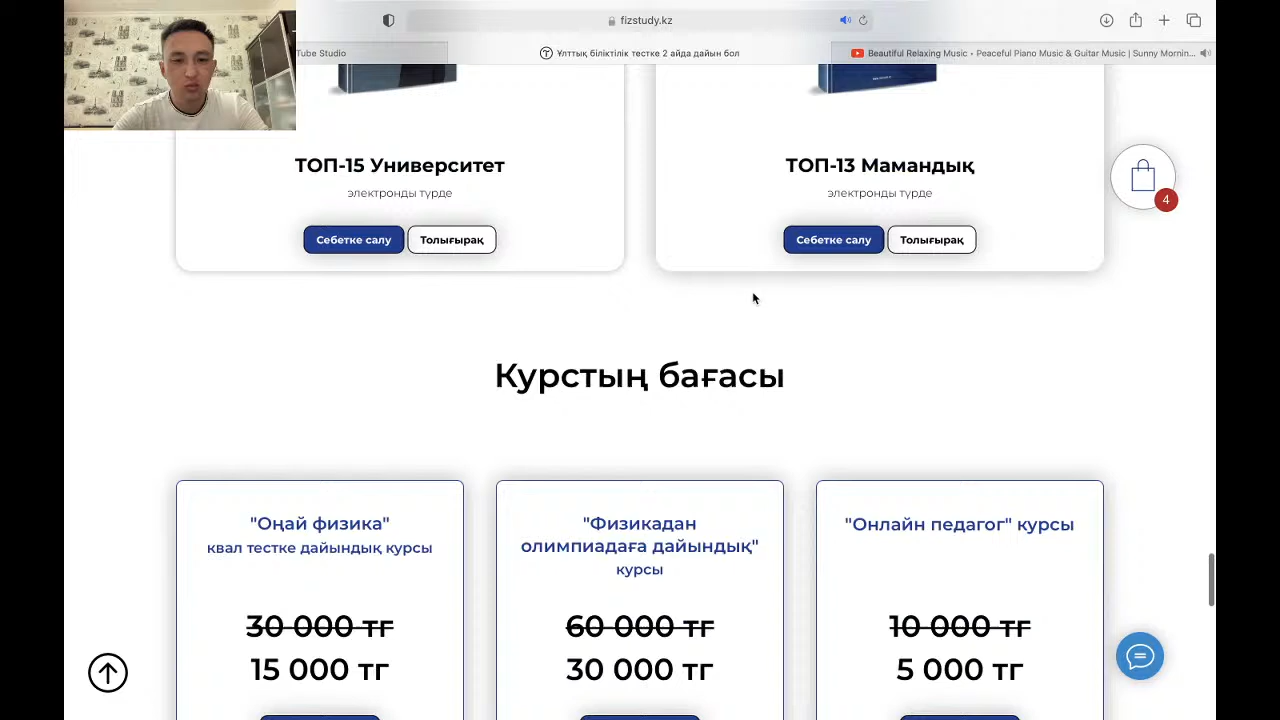 fizstudy.kz
Tube Studio
Ұлттық біліктілік тестке 2 айда дайын бол
Beautiful Relaxing Music • Peaceful Piano Music & Guitar Music | Sunny Mornin...
ТОП-15 Университет
электронды түрде
Себетке салу
Толығырақ
ТОП-13 Мамандық
электронды түрде
Себетке салу
Толығырақ
4
Курстың бағасы
"Оңай физика"
квал тестке дайындық курсы
30 000 тг
15 000 тг
"Физикадан
олимпиадаға дайындық"
курсы
60 000 тг
30 000 тг
"Онлайн педагог" курсы
10 000 тг
5 000 тг